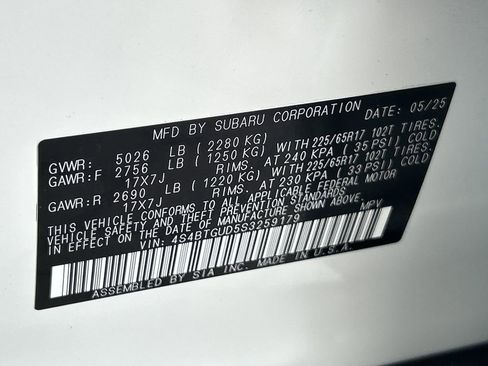 MFD BY SUBARU CORPORATION DATE: 05/25
GVWR: 5026 LB (2280 KG)
GAWR:F 2756 LB (1250 KG) WITH 225/65R17 102T TIRES.
17X7J RIMS. AT 240 KPA (35 PSI) COLD
GAWR:R 2690 LB (1220 KG) WITH 225/65R17 102T TIRES.
17X7J RIMS. AT 230 KPA (33 PSI) COLD
THIS VEHICLE CONFORMS TO ALL APPLICABLE FEDERAL MOTOR
VEHICLE SAFETY AND THEFT PREVENTION STANDARDS IN EFFECT
ON THE DATE OF MANUFACTURE SHOWN ABOVE.
VIN: 4S4BTGUD5S3259179 MPV
ASSEMBLED BY SIA INC. MADE IN U.S.A.